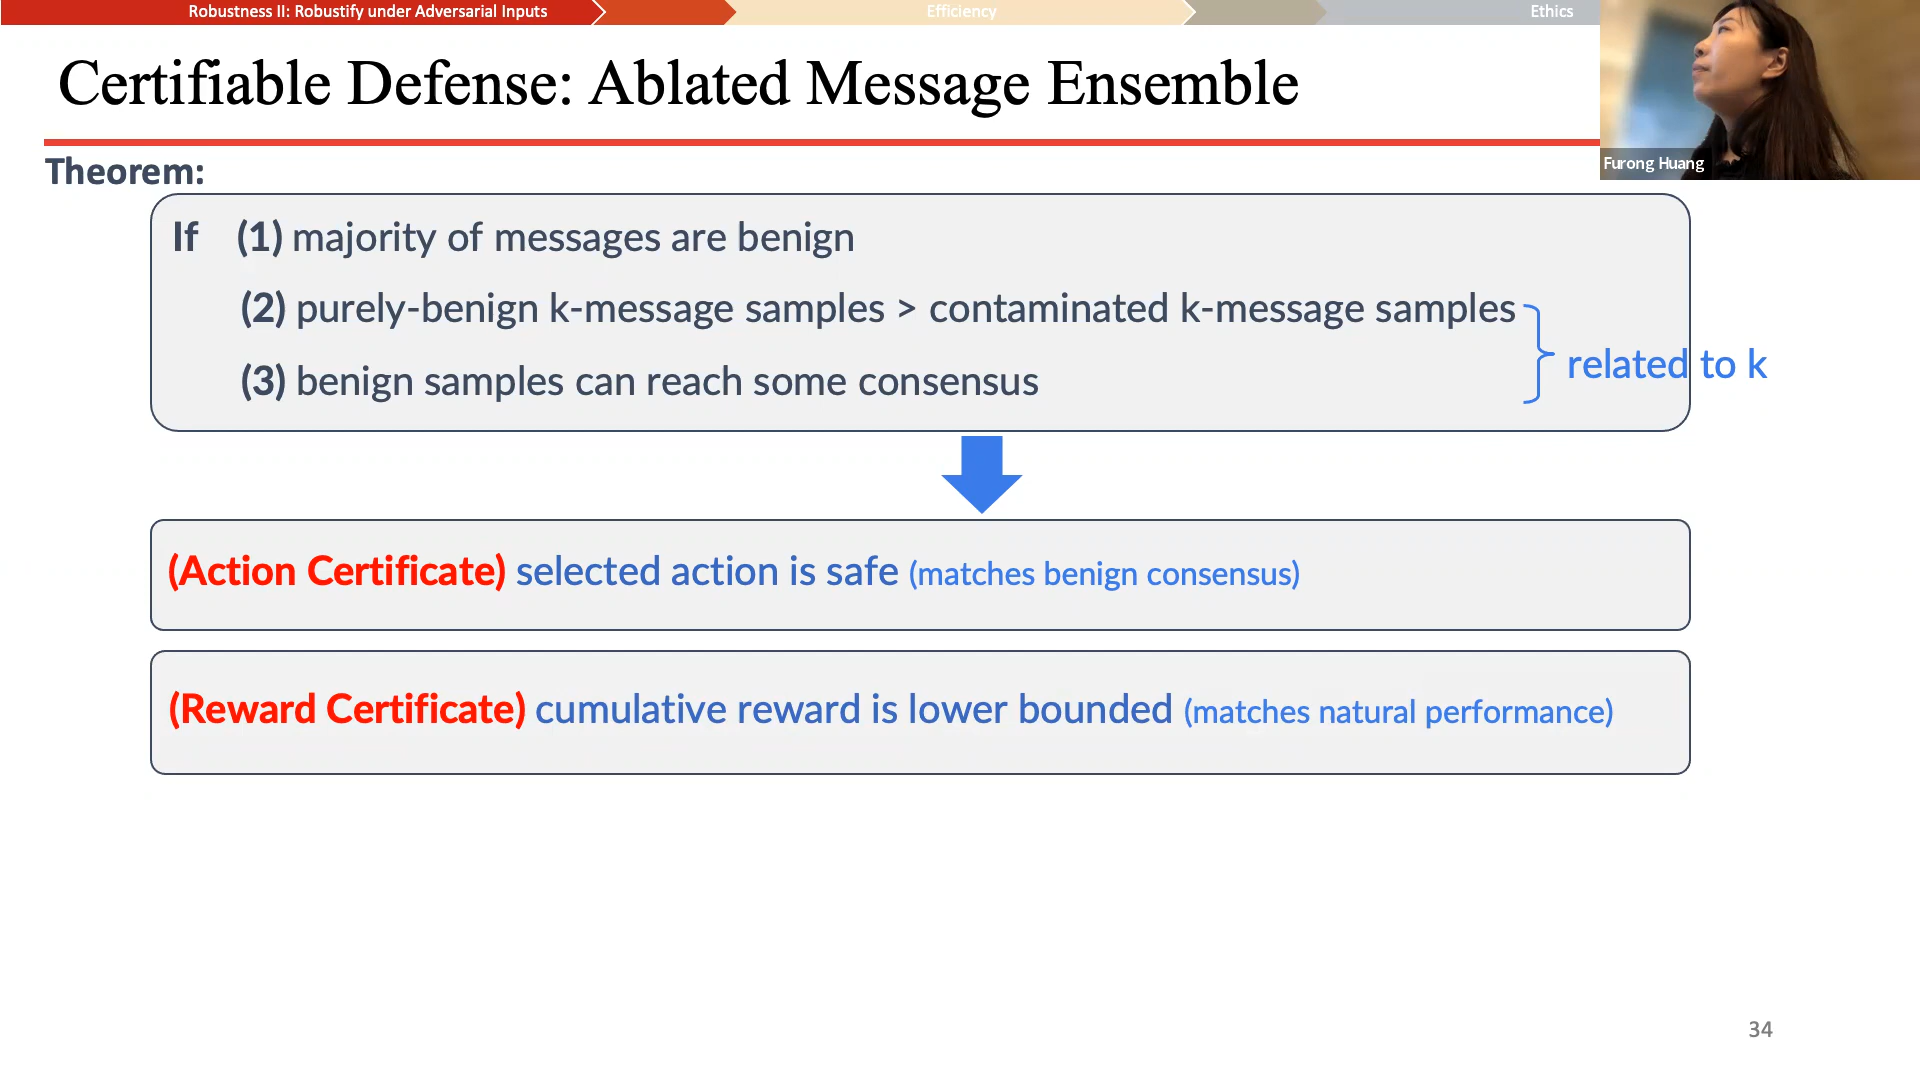 Robustness II: Robustify under Adversarial Inputs
Efficiency
Ethics
Certifiable Defense: Ablated Message Ensemble
Furong Huang
Theorem:
If (1) majority of messages are benign
(2) purely-benign k-message samples > contaminated k-message samples
(3) benign samples can reach some consensus
related to k
(Action Certificate) selected action is safe (matches benign consensus)
(Reward Certificate) cumulative reward is lower bounded (matches natural performance)
34